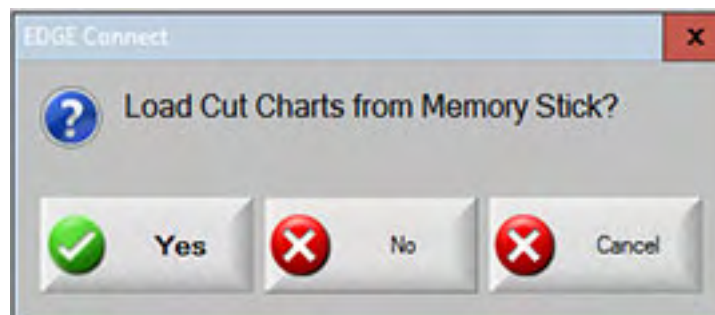 EDGE Connect
Load Cut Charts from Memory Stick?
Yes
No
Cancel